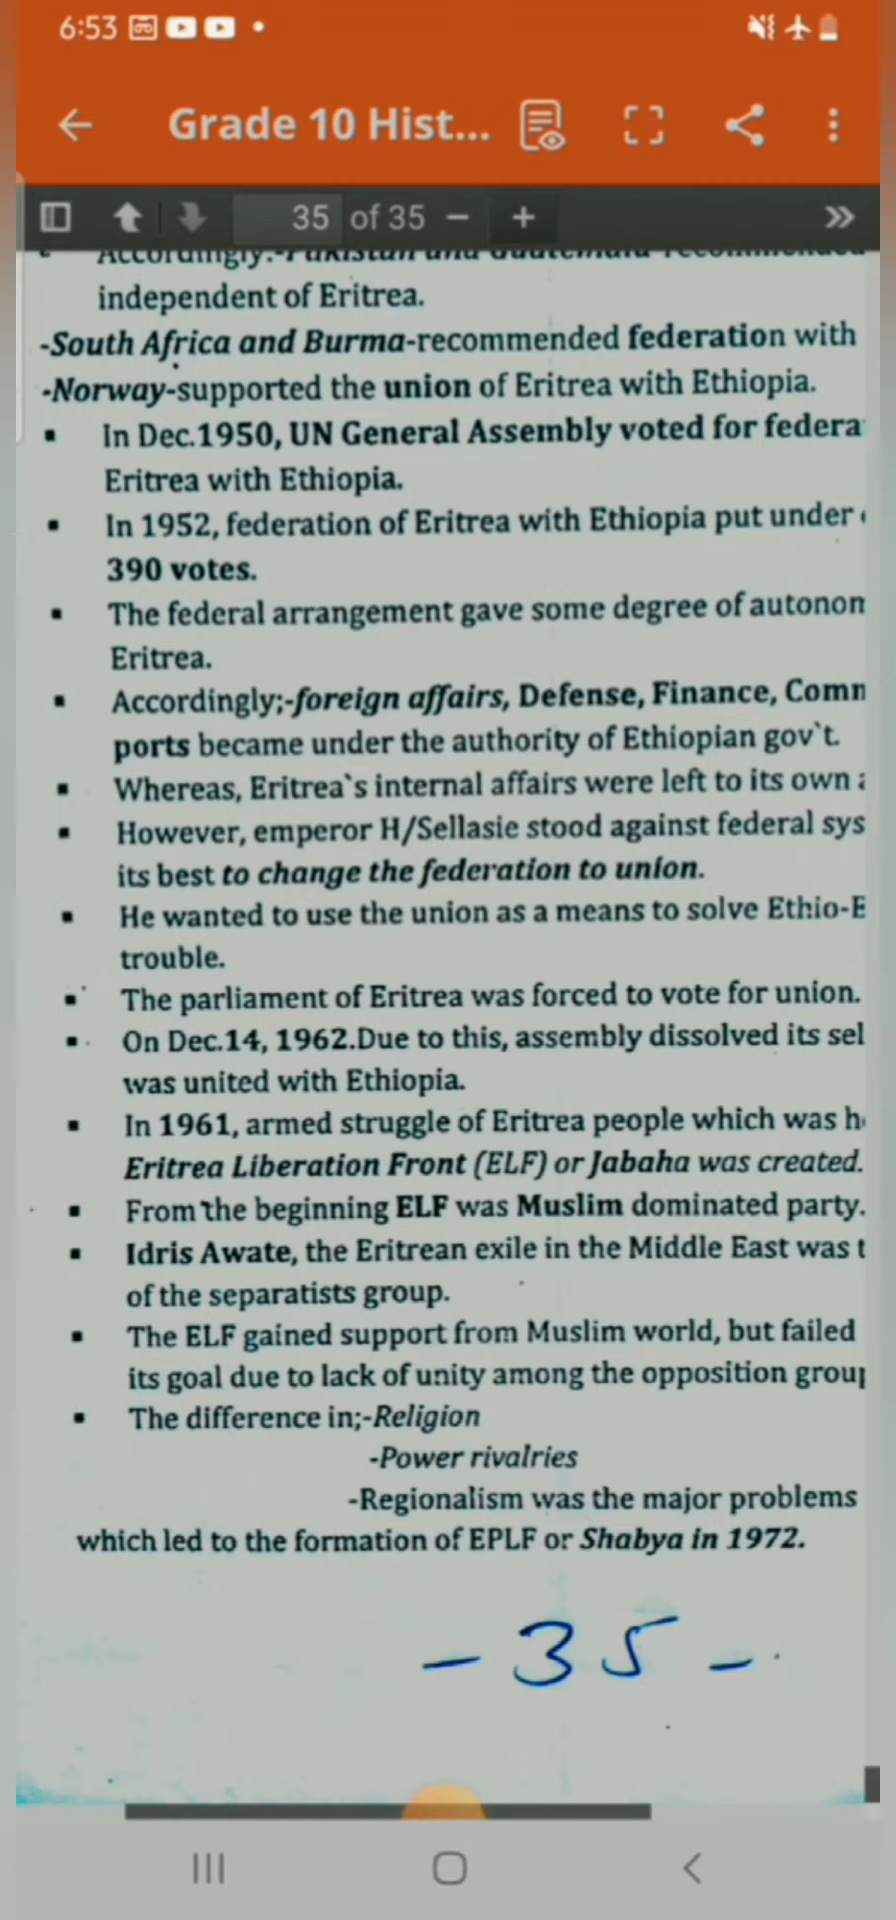 6:53
Grade 10 Hist...
35 of 35
Accordingly:-Pakistan and Guatemala recommended
independent of Eritrea.
-South Africa and Burma-recommended federation with
-Norway-supported the union of Eritrea with Ethiopia.
▪ In Dec.1950, UN General Assembly voted for federa
Eritrea with Ethiopia.
▪ In 1952, federation of Eritrea with Ethiopia put under
390 votes.
▪ The federal arrangement gave some degree of autonom
Eritrea.
▪ Accordingly;-foreign affairs, Defense, Finance, Comm
ports became under the authority of Ethiopian gov`t.
▪ Whereas, Eritrea`s internal affairs were left to its own
▪ However, emperor H/Sellasie stood against federal sys
its best to change the federation to union.
▪ He wanted to use the union as a means to solve Ethio-E
trouble.
▪ The parliament of Eritrea was forced to vote for union.
▪ On Dec.14, 1962.Due to this, assembly dissolved its sel
was united with Ethiopia.
▪ In 1961, armed struggle of Eritrea people which was h
Eritrea Liberation Front (ELF) or Jabaha was created.
▪ From the beginning ELF was Muslim dominated party.
▪ Idris Awate, the Eritrean exile in the Middle East was t
of the separatists group.
▪ The ELF gained support from Muslim world, but failed
its goal due to lack of unity among the opposition group
▪ The difference in;-Religion
-Power rivalries
-Regionalism was the major problems
which led to the formation of EPLF or Shabya in 1972.
- 35 -